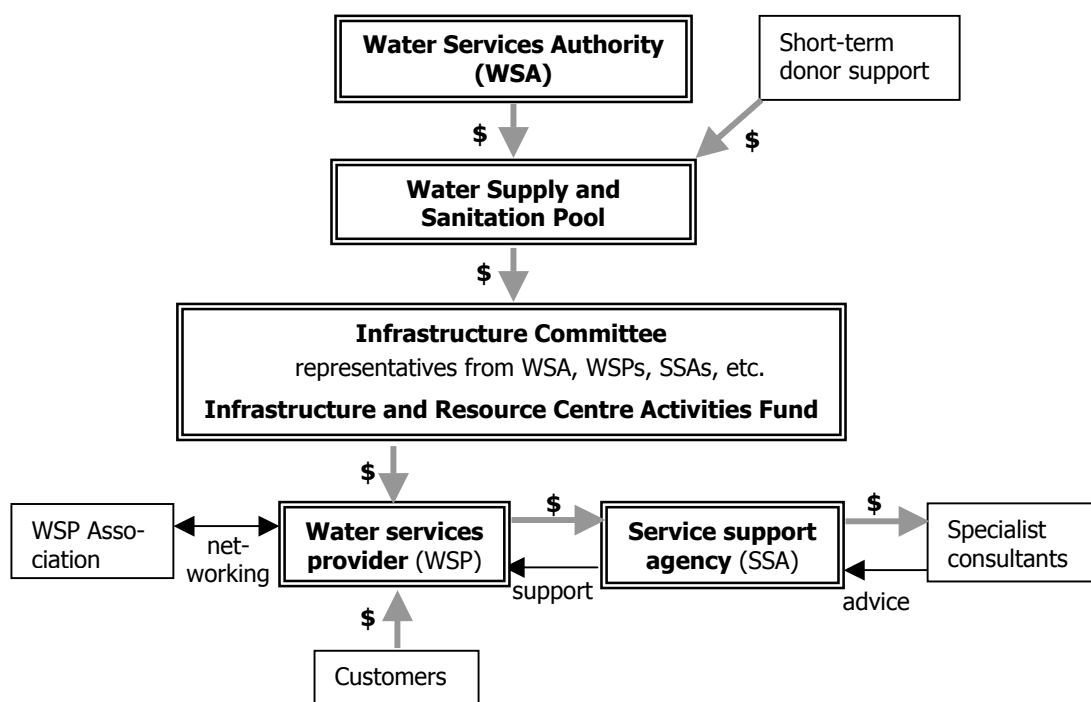 Water Services Authority
(WSA)
Short-term
donor support
$
$
Water Supply and
Sanitation Pool
$
Infrastructure Committee
representatives from WSA, WSPs, SSAs, etc.
Infrastructure and Resource Centre Activities Fund
$
WSP Asso-
ciation
net-
working
Water services
provider (WSP)
$
support
Service support
agency (SSA)
$
advice
Specialist
consultants
$
Customers